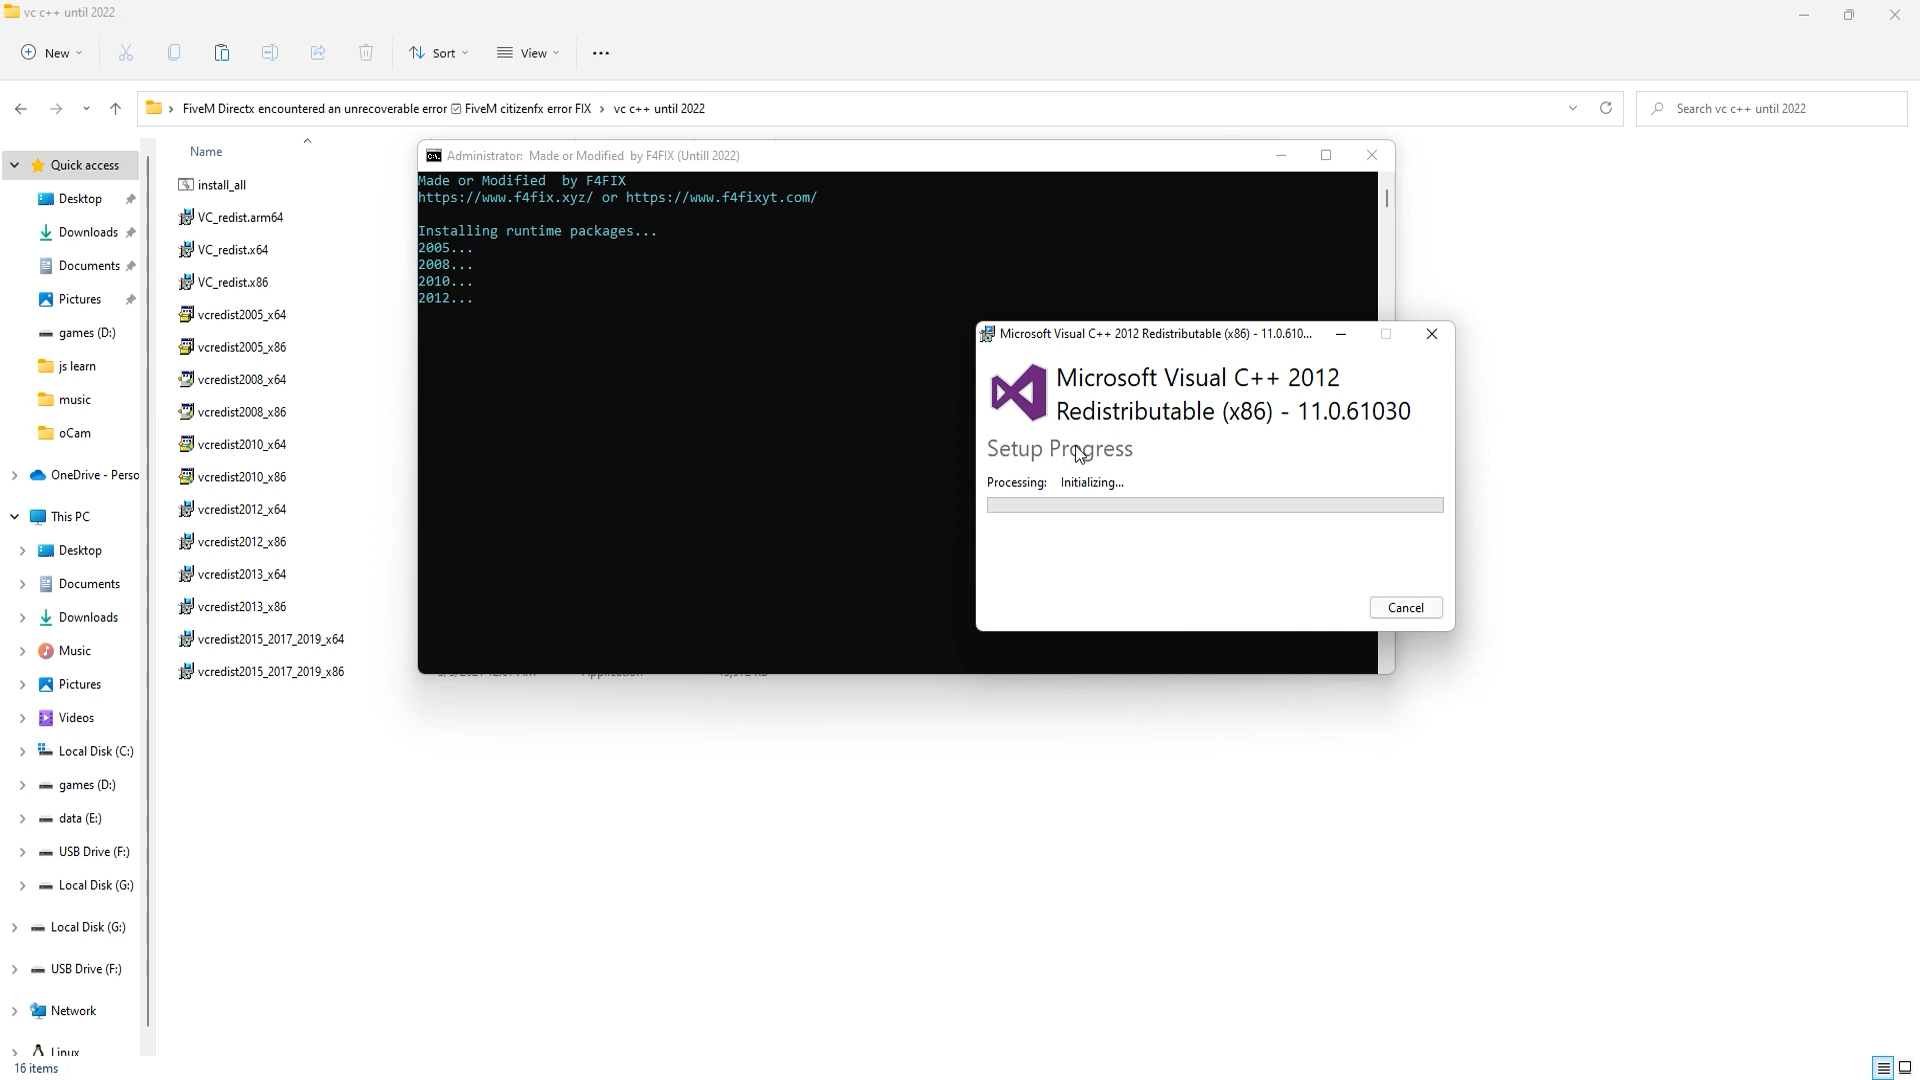 vc c++ until 2022
New
Sort
View
FiveM Directx encountered an unrecoverable error ☑ FiveM citizenfx error FIX › vc c++ until 2022
Search vc c++ until 2022
Quick access
Desktop
Downloads
Documents
Pictures
games (D:)
js learn
music
oCam
OneDrive - Perso
This PC
Desktop
Documents
Downloads
Music
Pictures
Videos
Local Disk (C:)
games (D:)
data (E:)
USB Drive (F:)
Local Disk (G:)
Local Disk (G:)
USB Drive (F:)
Network
Linux
16 items
Name
install_all
VC_redist.arm64
VC_redist.x64
VC_redist.x86
vcredist2005_x64
vcredist2005_x86
vcredist2008_x64
vcredist2008_x86
vcredist2010_x64
vcredist2010_x86
vcredist2012_x64
vcredist2012_x86
vcredist2013_x64
vcredist2013_x86
vcredist2015_2017_2019_x64
vcredist2015_2017_2019_x86
Administrator: Made or Modified by F4FIX (Untill 2022)
Made or Modified by F4FIX
https://www.f4fix.xyz/ or https://www.f4fixyt.com/
Installing runtime packages...
2005...
2008...
2010...
2012...
Microsoft Visual C++ 2012 Redistributable (x86) - 11.0.610...
Microsoft Visual C++ 2012
Redistributable (x86) - 11.0.61030
Setup Progress
Processing: Initializing...
Cancel